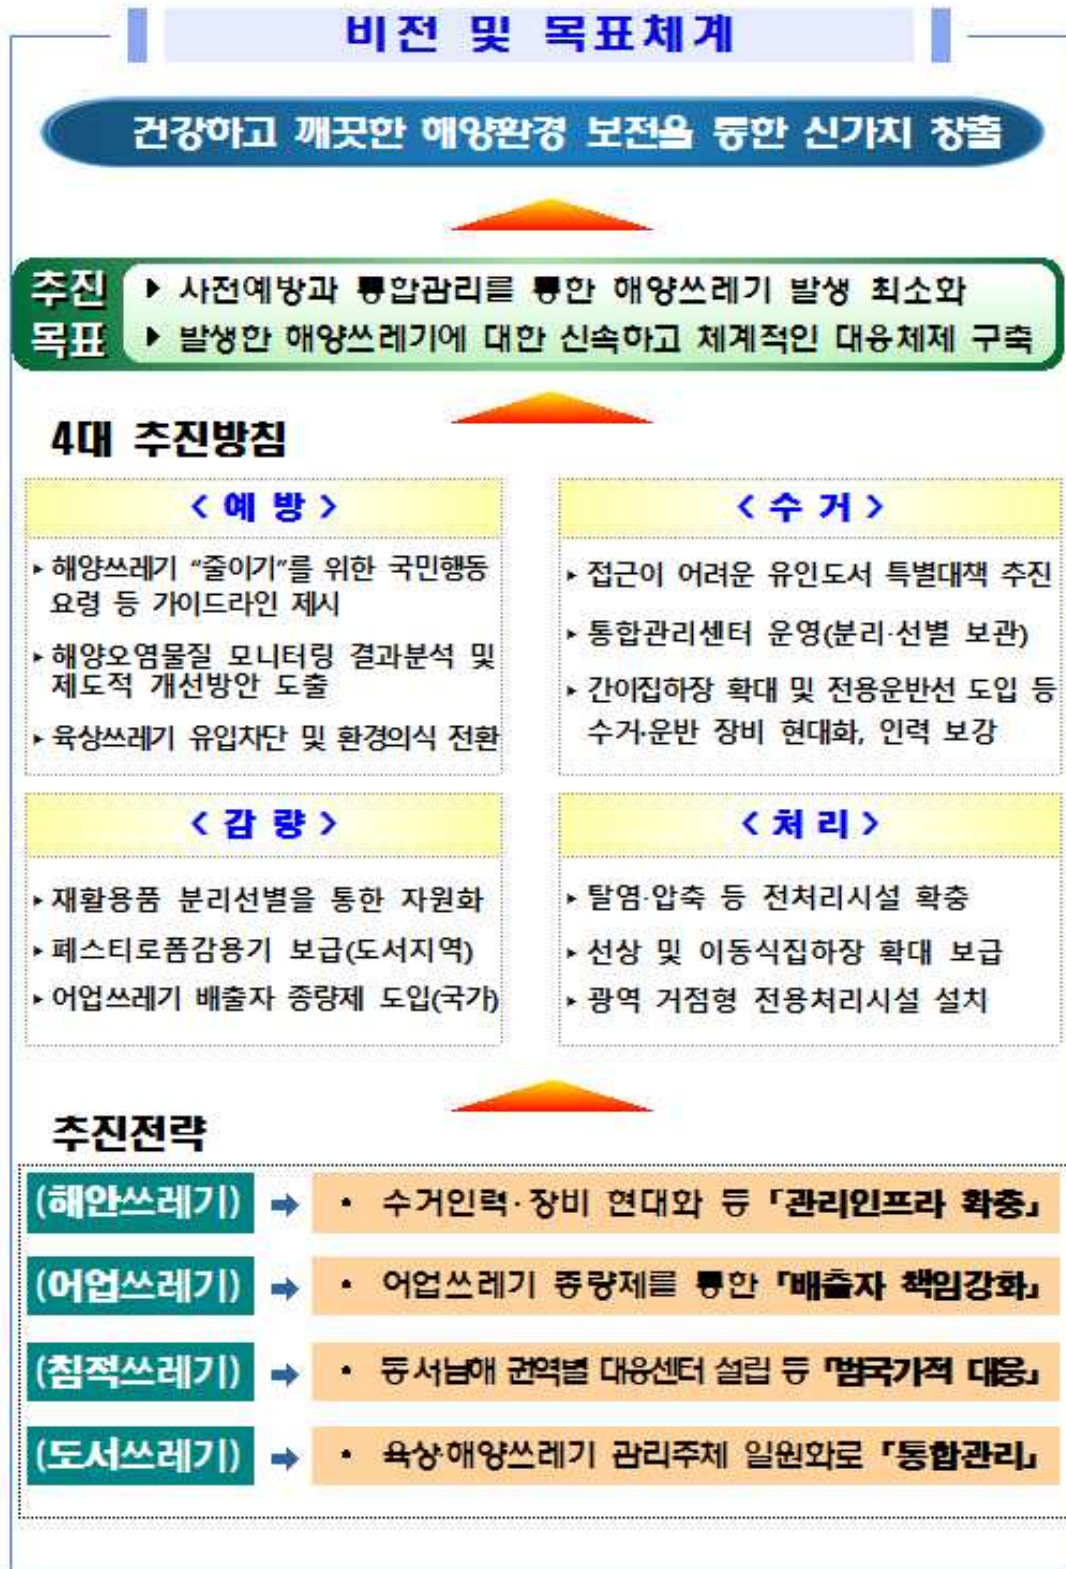 비전 및 목표체계
건강하고 깨끗한 해양환경 보전을 통한 신가치 창출
추진 목표
▶ 사전예방과 통합관리를 통한 해양쓰레기 발생 최소화
▶ 발생한 해양쓰레기에 대한 신속하고 체계적인 대응체제 구축
4대 추진방침
< 예 방 >
▸ 해양쓰레기 “줄이기”를 위한 국민행동
요령 등 가이드라인 제시
▸ 해양오염물질 모니터링 결과분석 및
제도적 개선방안 도출
▸ 육상쓰레기 유입차단 및 환경의식 전환
< 수 거 >
▸ 접근이 어려운 유인도서 특별대책 추진
▸ 통합관리센터 운영(분리·선별 보관)
▸ 간이집하장 확대 및 전용운반선 도입 등
수거·운반 장비 현대화, 인력 보강
< 감 량 >
▸ 재활용품 분리선별을 통한 자원화
▸ 폐스티로폼감용기 보급(도서지역)
▸ 어업쓰레기 배출자 종량제 도입(국가)
< 처 리 >
▸ 탈염·압축 등 전처리시설 확충
▸ 선상 및 이동식집하장 확대 보급
▸ 광역 거점형 전용처리시설 설치
추진전략
(해안쓰레기) ➡ • 수거인력·장비 현대화 등 「관리인프라 확충」
(어업쓰레기) ➡ • 어업쓰레기 종량제를 통한 「배출자 책임강화」
(침적쓰레기) ➡ • 동서남해 권역별 대응센터 설립 등 「범국가적 대응」
(도서쓰레기) ➡ • 육상·해양쓰레기 관리주체 일원화로 「통합관리」